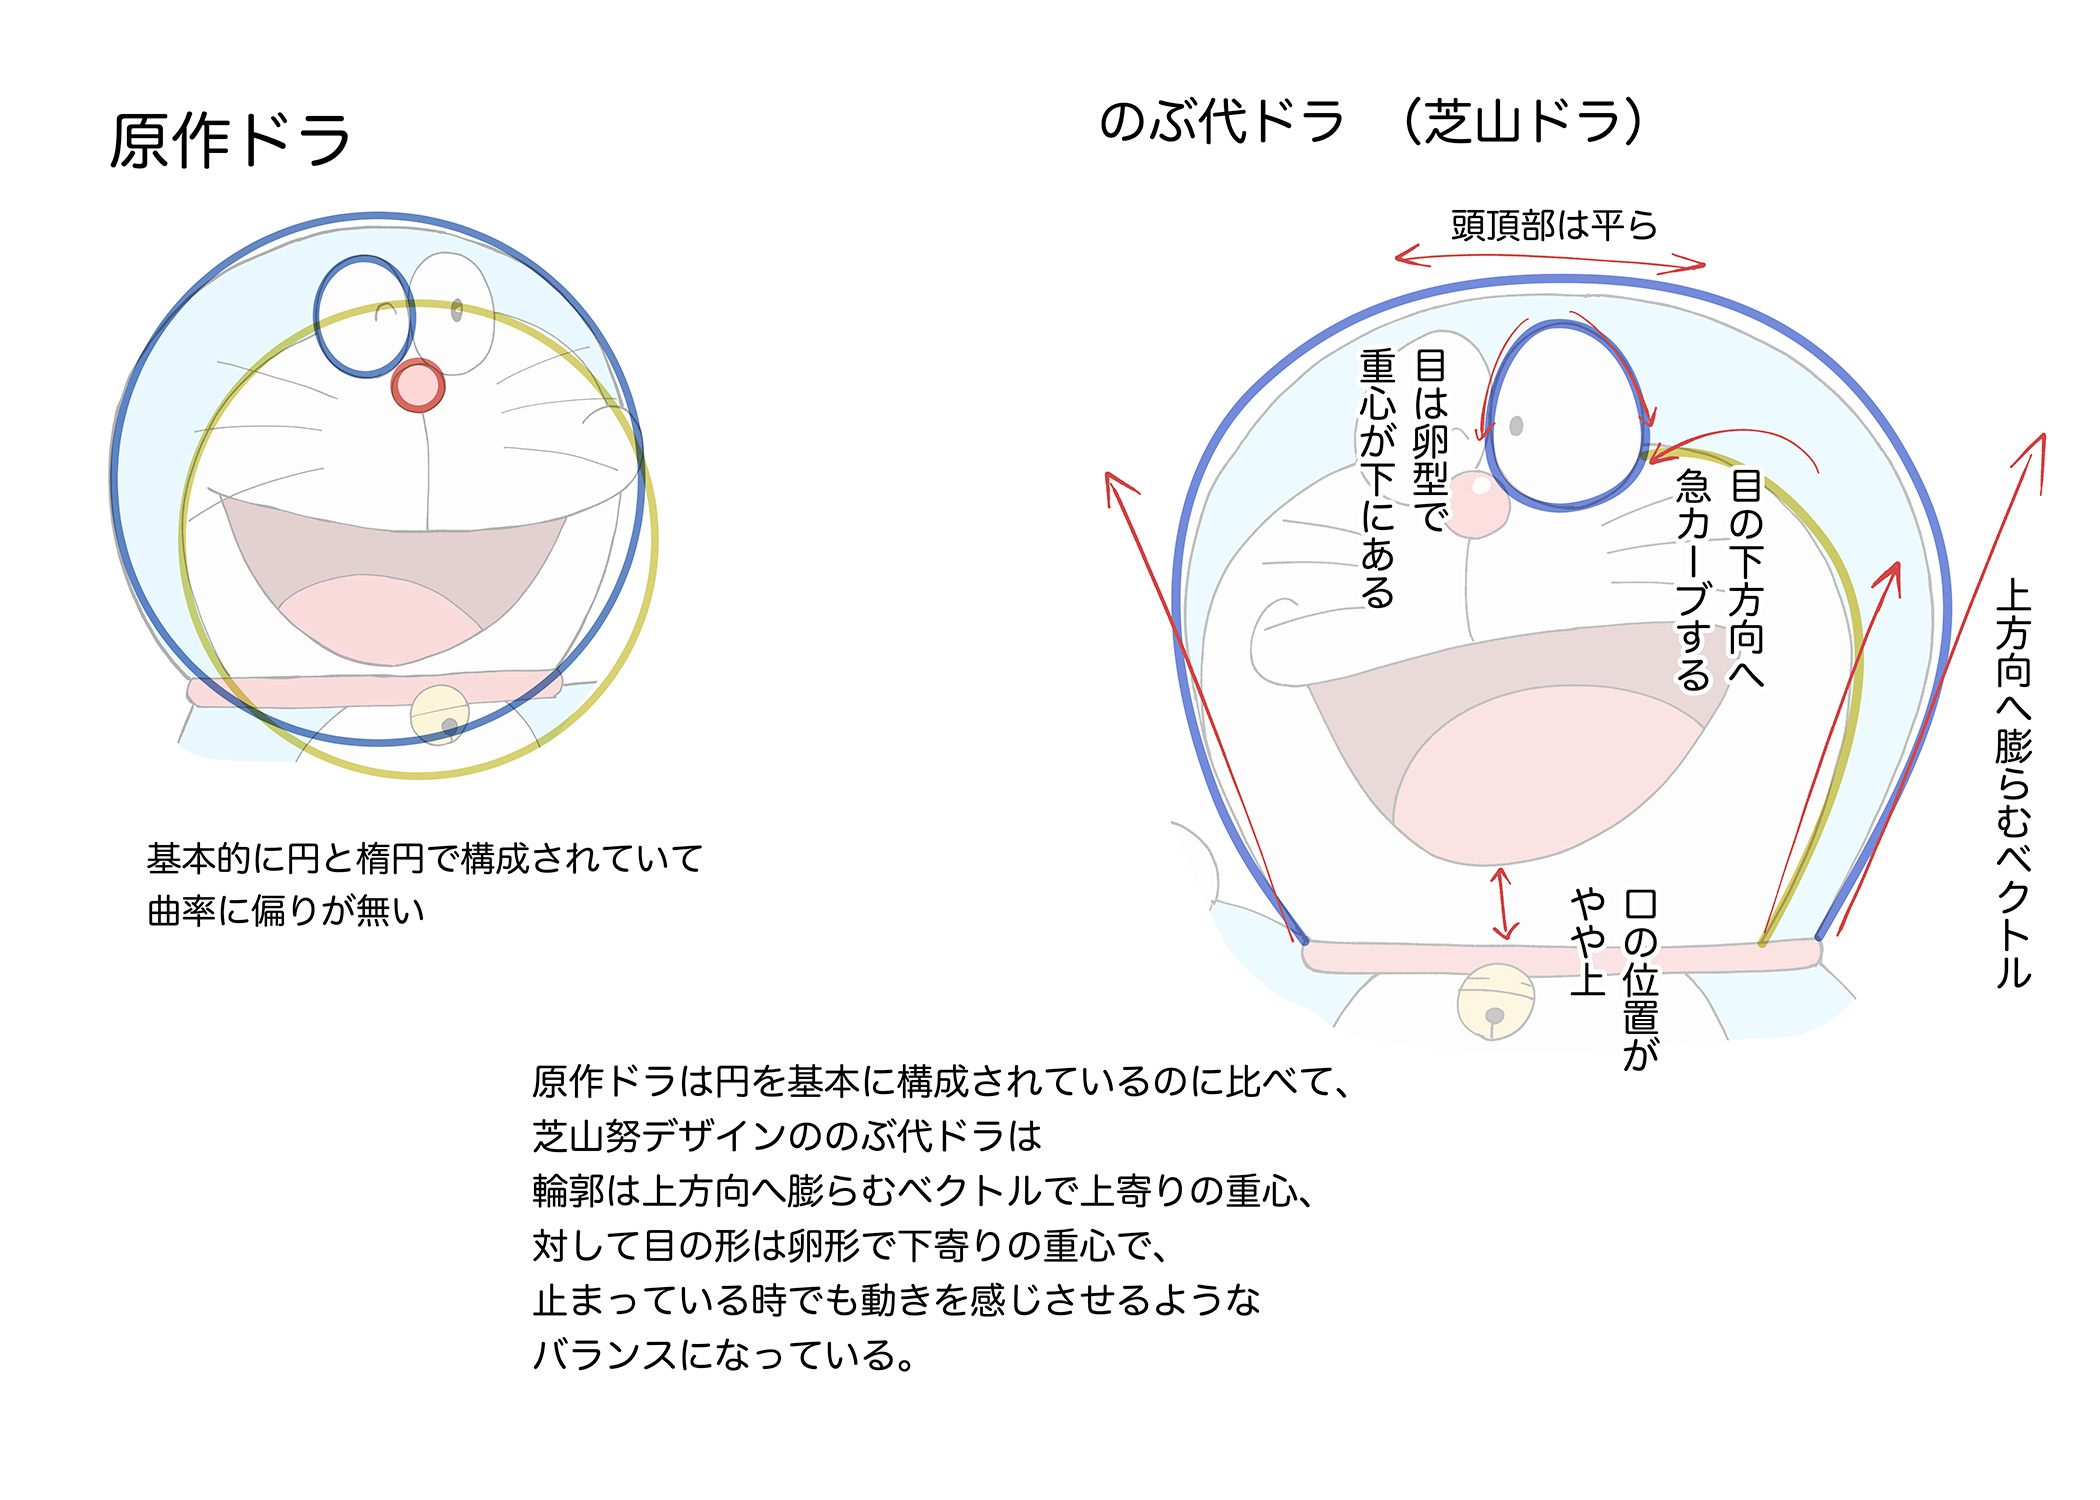 原作ドラ
基本的に円と楕円で構成されていて
曲率に偏りが無い
のぶ代ドラ （芝山ドラ）
頭頂部は平ら
目は卵型で
重心が下にある
目の下方向へ
急カーブする
上方向へ膨らむベクトル
口の位置が
やや上
原作ドラは円を基本に構成されているのに比べて、
芝山努デザインののぶ代ドラは
輪郭は上方向へ膨らむベクトルで上寄りの重心、
対して目の形は卵形で下寄りの重心で、
止まっている時でも動きを感じさせるような
バランスになっている。